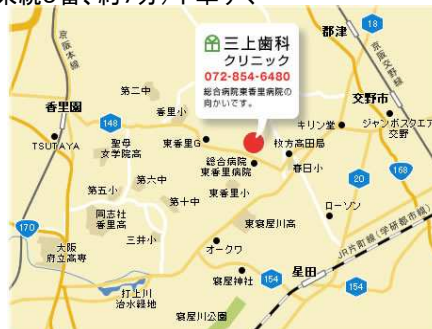 三上歯科
クリニック
072-854-6480
総合病院東香里病院の
向かいです。
京阪本線
郡津
18
京阪交野線
第二中
香里園
148
香里小
交野市
キリン堂
ジャンボスクエア
交野
TSUTAYA
聖母
女学院高
東香里G
枚方高田局
総合病院
東香里病院
春日小
168
第六中
20
第五小
東香里小
第十中
ローソン
同志社
香里高
170
東寝屋川高
三井小
オークワ
JR片町線(学研都市線)
大阪
府立高専
星田
寝屋神社
154
154
打上川
治水緑地
寝屋川公園